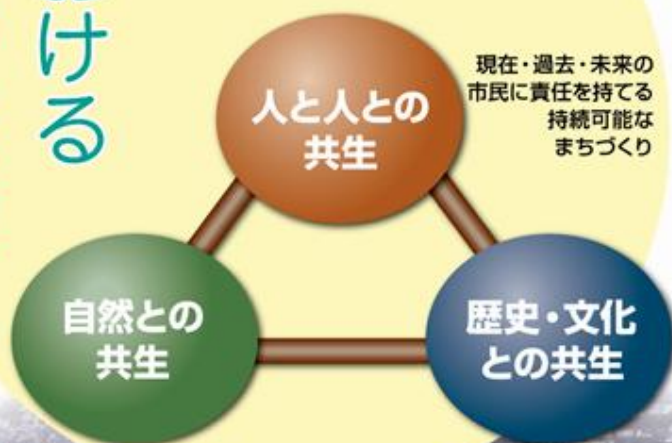 ける
人と人との
共生
現在・過去・未来の
市民に責任を持てる
持続可能な
まちづくり
自然との
共生
歴史・文化
との共生